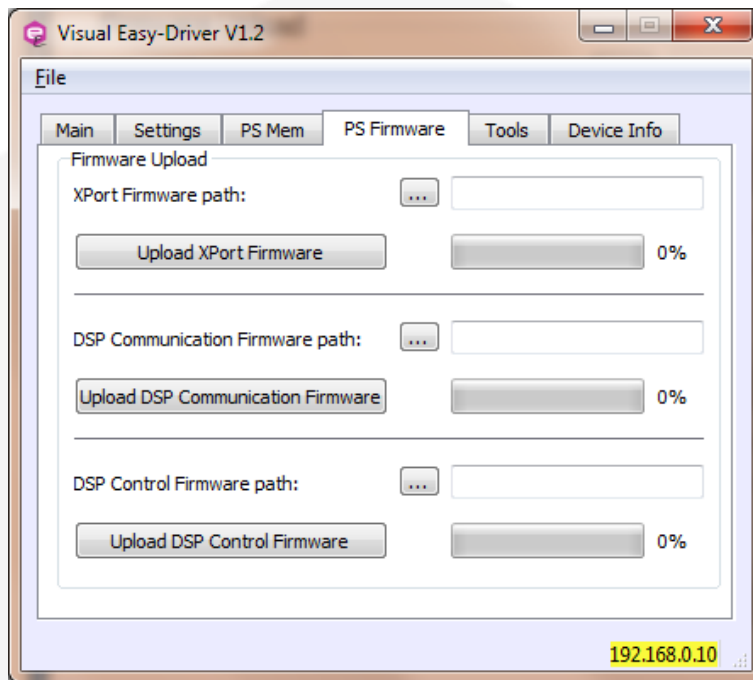 Visual Easy-Driver V1.2
File
Main Settings PS Mem PS Firmware Tools Device Info
Firmware Upload
XPort Firmware path: ...
Upload XPort Firmware 0%
DSP Communication Firmware path: ...
Upload DSP Communication Firmware 0%
DSP Control Firmware path: ...
Upload DSP Control Firmware 0%
192.168.0.10